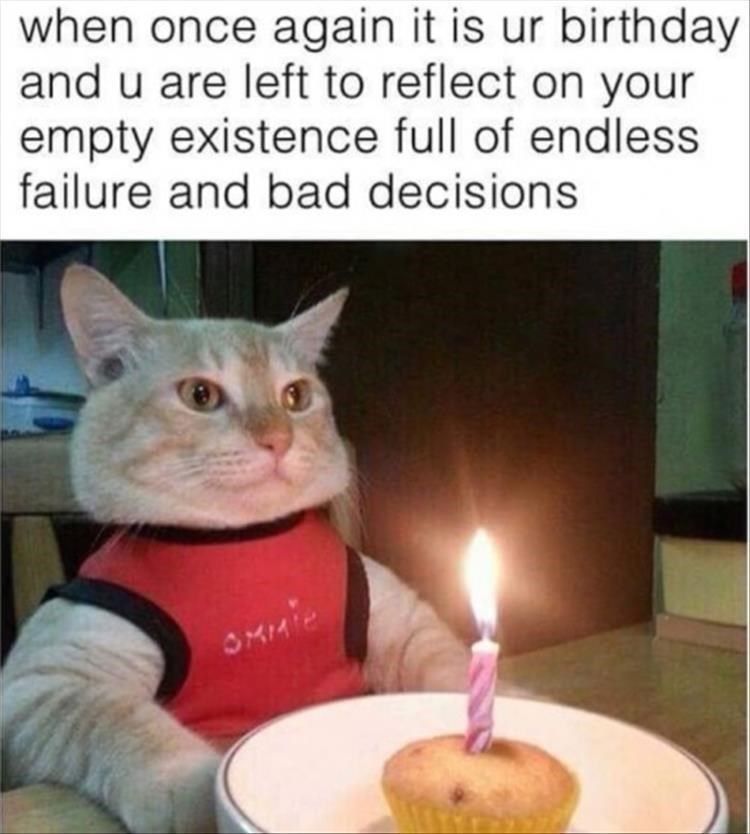 when once again it is ur birthday
and u are left to reflect on your
empty existence full of endless
failure and bad decisions